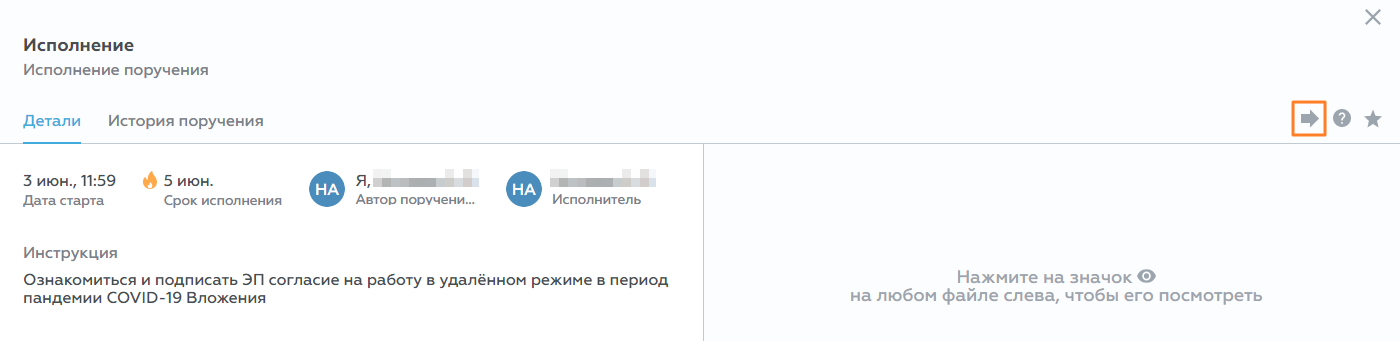 Исполнение
Исполнение поручения
Детали История поручения
?
3 июн., 11:59 5 июн. НА Я, НА
Дата старта Срок исполнения Автор поручени... Исполнитель
Инструкция
Ознакомиться и подписать ЭП согласие на работу в удалённом режиме в период
пандемии COVID-19 Вложения
Нажмите на значок
на любом файле слева, чтобы его посмотреть